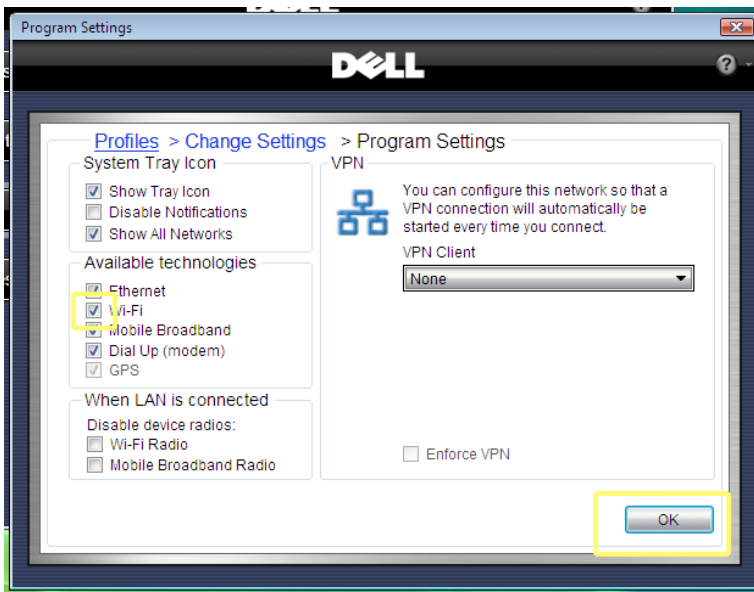 Program Settings
DELL
?
Profiles > Change Settings > Program Settings
System Tray Icon
Show Tray Icon
Disable Notifications
Show All Networks
Available technologies
Ethernet
Wi-Fi
Mobile Broadband
Dial Up (modem)
GPS
When LAN is connected
Disable device radios:
Wi-Fi Radio
Mobile Broadband Radio
VPN
You can configure this network so that a
VPN connection will automatically be
started every time you connect.
VPN Client
None
Enforce VPN
OK